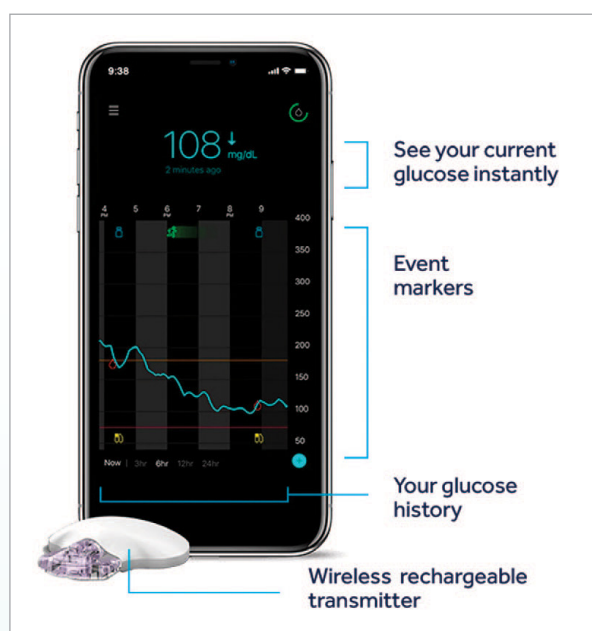 9:38
108
mg/dL
2 minutes ago
See your current
glucose instantly
4 5 6 7 8 9
PM PM PM
400
350
300
250
200
150
100
50
Event
markers
Now | 3hr 6hr 12hr 24hr
Your glucose
history
Wireless rechargeable
transmitter